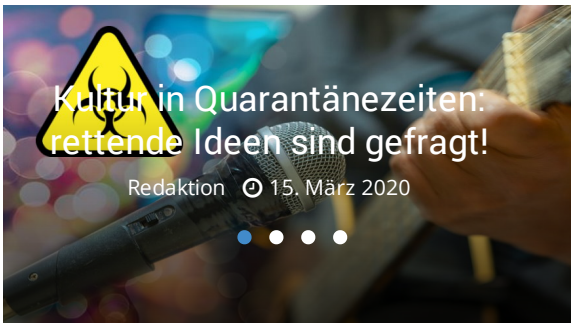 Kultur in Quarantänezeiten:
rettende Ideen sind gefragt!
Redaktion 15. März 2020